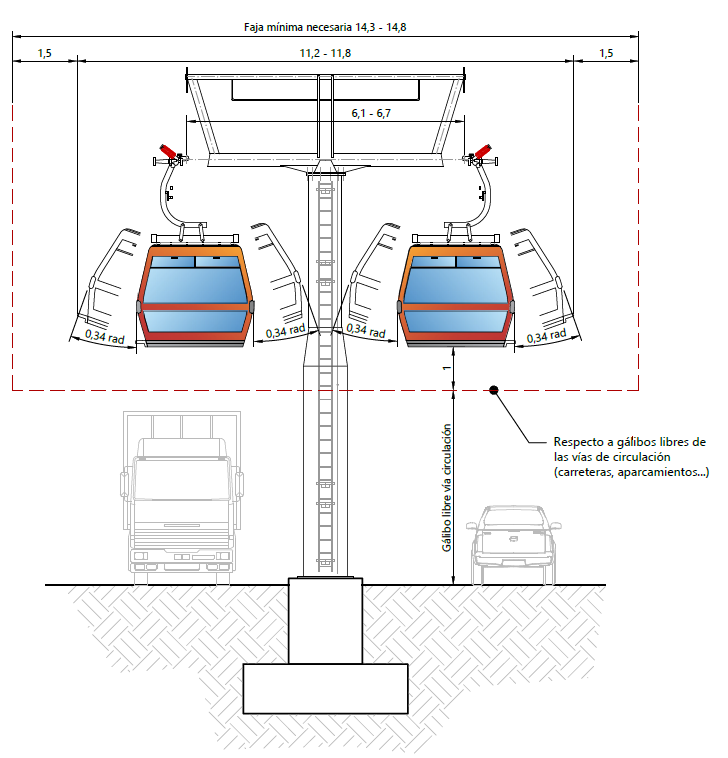 Faja mínima necesaria 14,3 - 14,8
1,5
11,2 - 11,8
1,5
6,1 - 6,7
0,34 rad
0,34 rad
0,34 rad
0,34 rad
1
Gálibo libre vía circulación
Respecto a gálibos libres de
las vías de circulación
(carreteras, aparcamientos...)